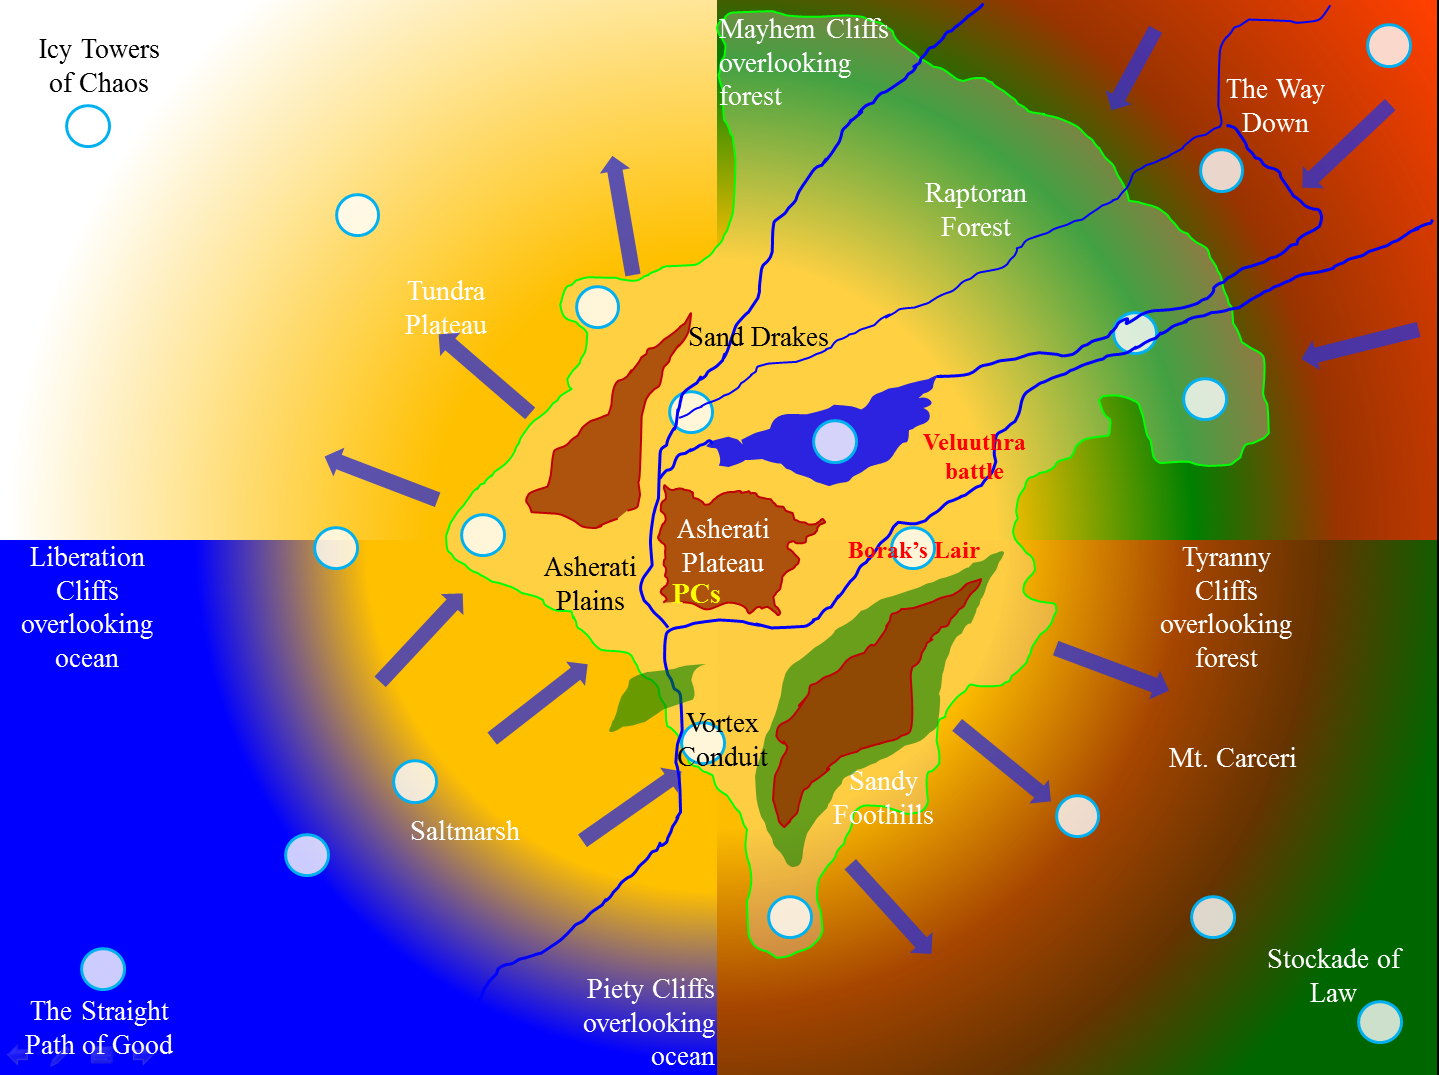 Icy Towers
of Chaos
Mayhem Cliffs
overlooking
forest
The Way
Down
Raptoran
Forest
Tundra
Plateau
Sand Drakes
Veluuthra
battle
Asherati
Plateau
PCs
Borak's Lair
Asherati
Plains
Liberation
Cliffs
overlooking
ocean
Tyranny
Cliffs
overlooking
forest
Vortex
Conduit
Mt. Carceri
Sandy
Foothills
Saltmarsh
Stockade of
Law
Piety Cliffs
overlooking
ocean
The Straight
Path of Good